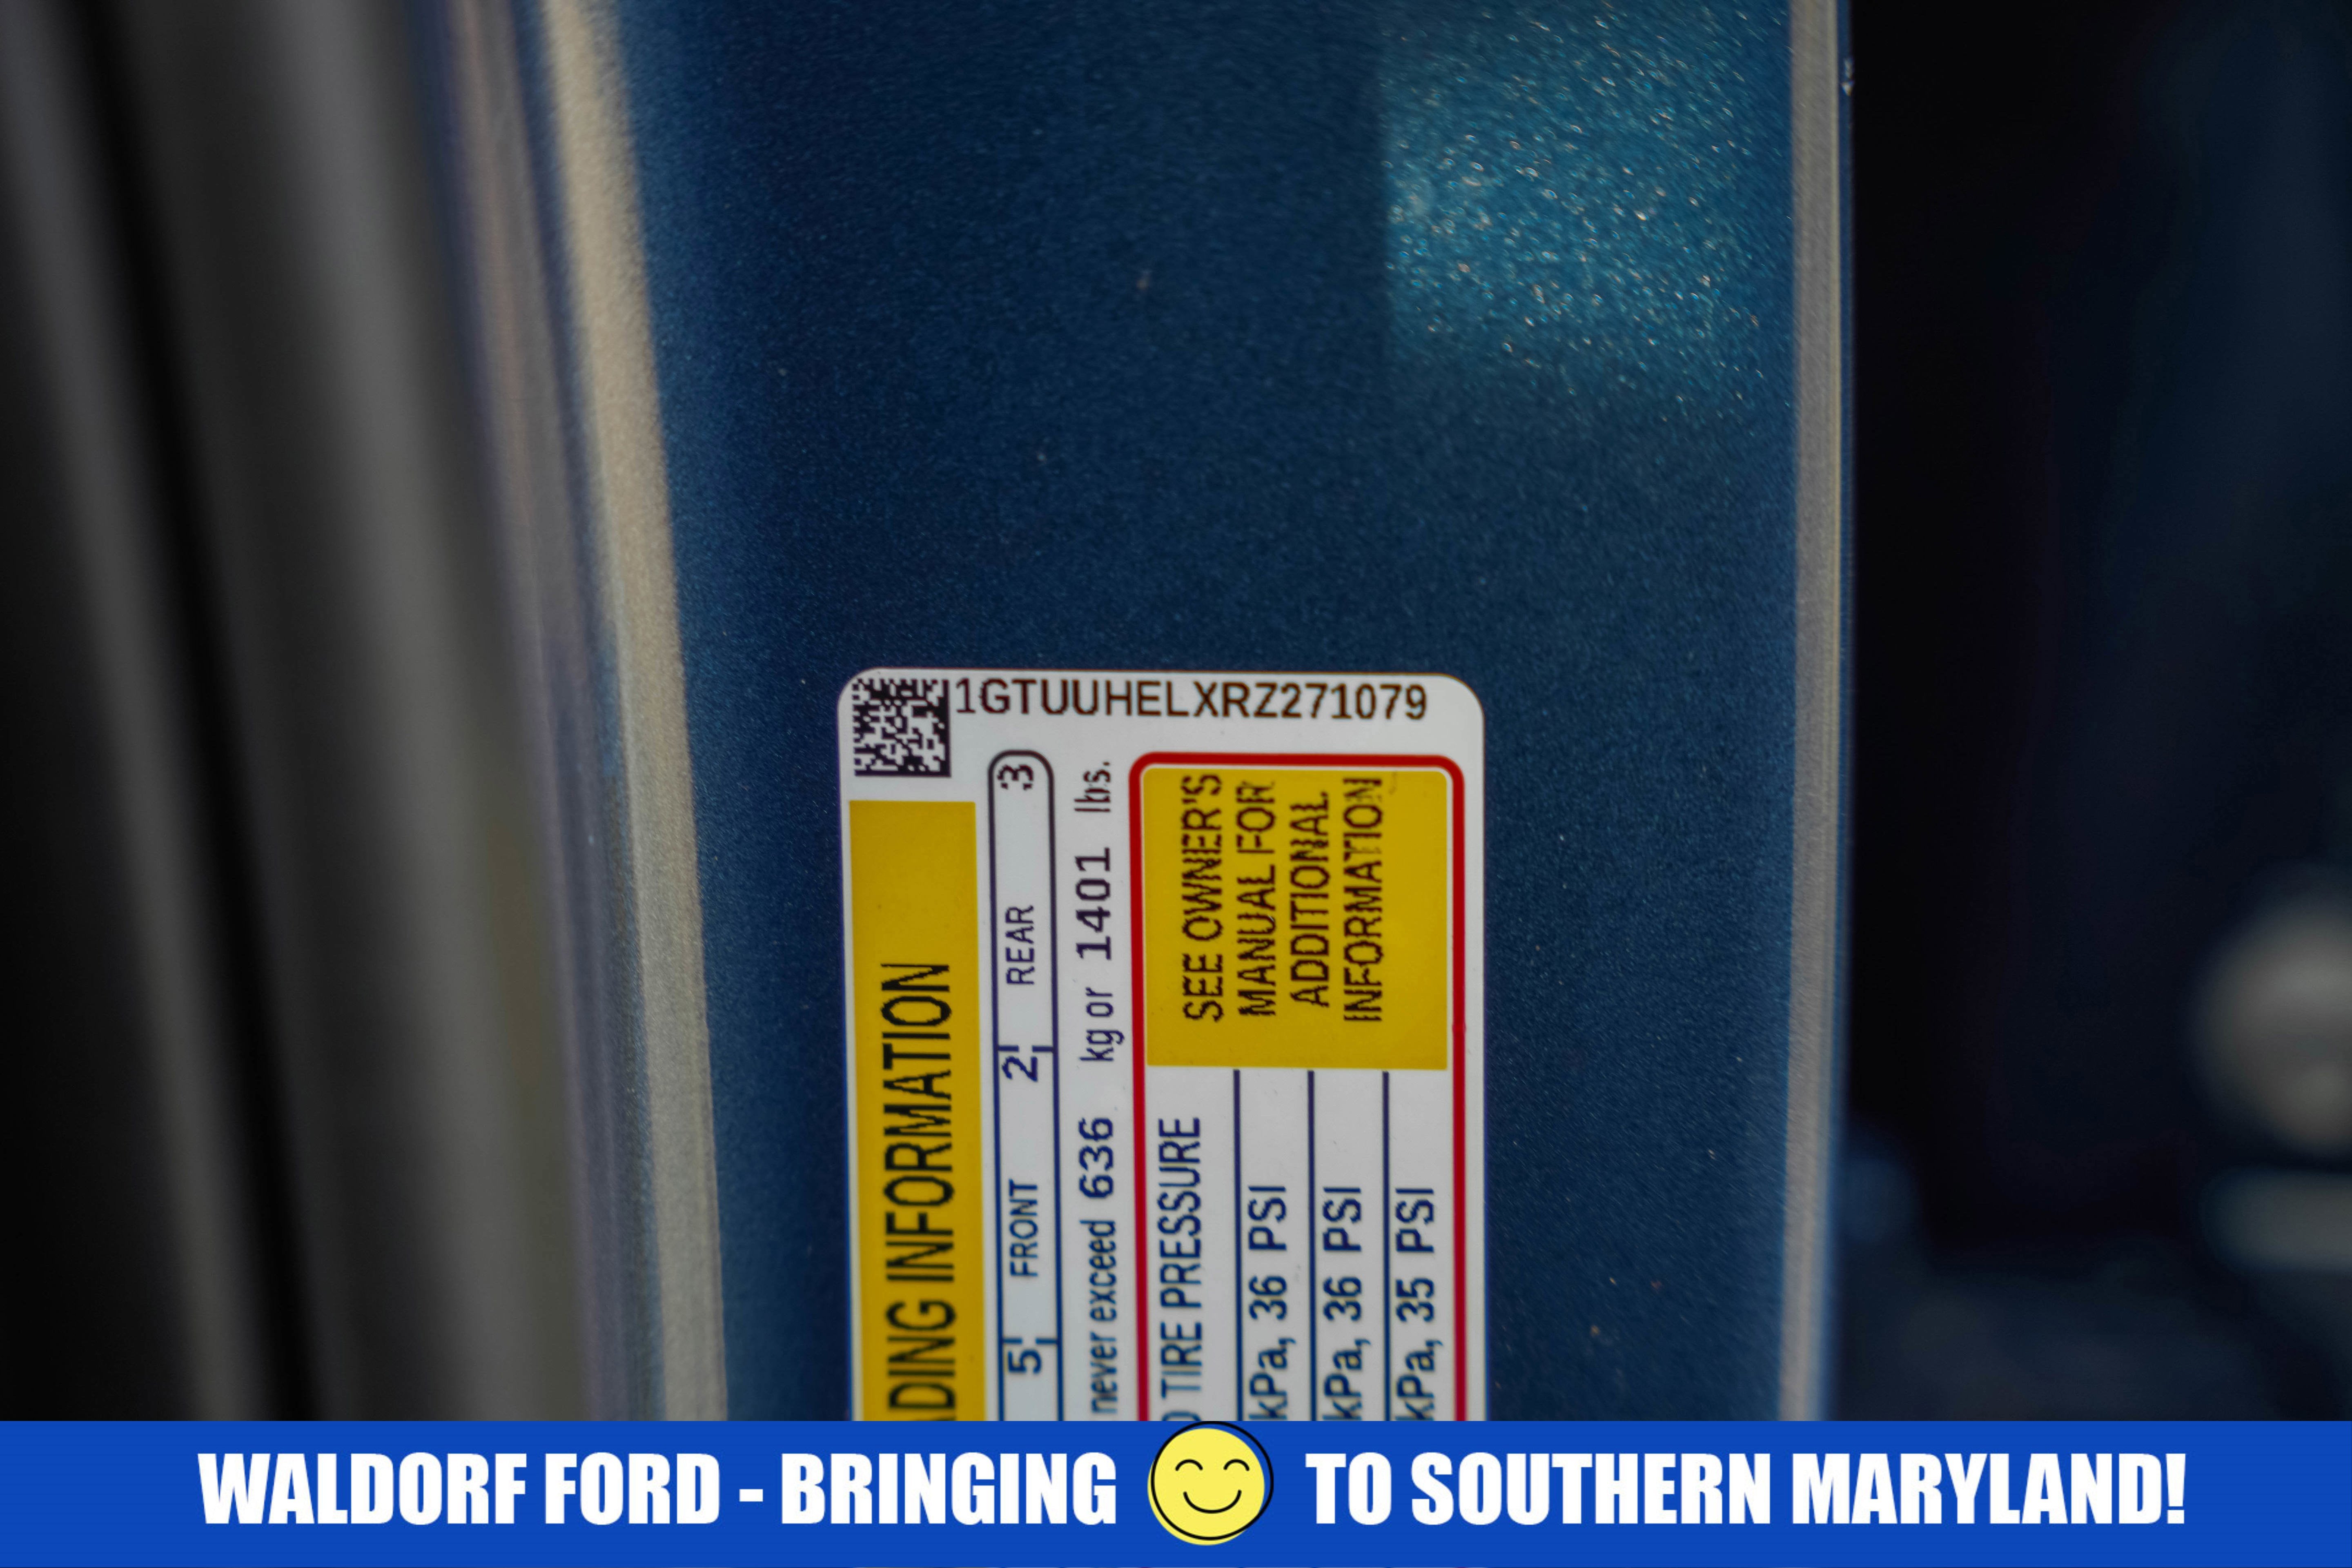 1GTUUHELXRZ271079
ADING INFORMATION
5 FRONT 2 REAR 3
never exceed 636 kg or 1401 lbs.
TIRE PRESSURE
SEE OWNER'S
MANUAL FOR
ADDITIONAL
INFORMATION
kPa, 36 PSI
kPa, 36 PSI
kPa, 35 PSI
WALDORF FORD - BRINGING TO SOUTHERN MARYLAND!